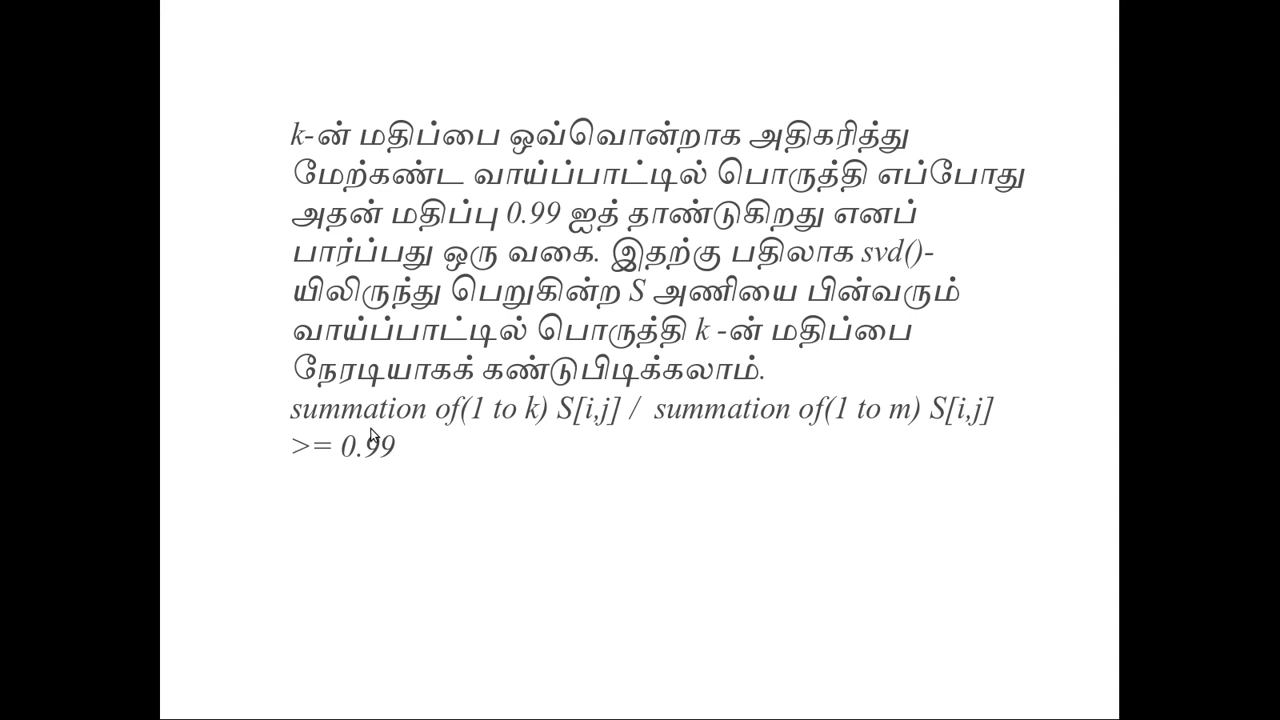 k-ன் மதிப்பை ஒவ்வொன்றாக அதிகரித்து
மேற்கண்ட வாய்ப்பாட்டில் பொருத்தி எப்போது
அதன் மதிப்பு 0.99 ஐத் தாண்டுகிறது எனப்
பார்ப்பது ஒரு வகை. இதற்கு பதிலாக svd()-
யிலிருந்து பெறுகின்ற S அணியை பின்வரும்
வாய்ப்பாட்டில் பொருத்தி k -ன் மதிப்பை
நேரடியாகக் கண்டுபிடிக்கலாம்.
summation of(1 to k) S[i,j] / summation of(1 to m) S[i,j]
>= 0.99